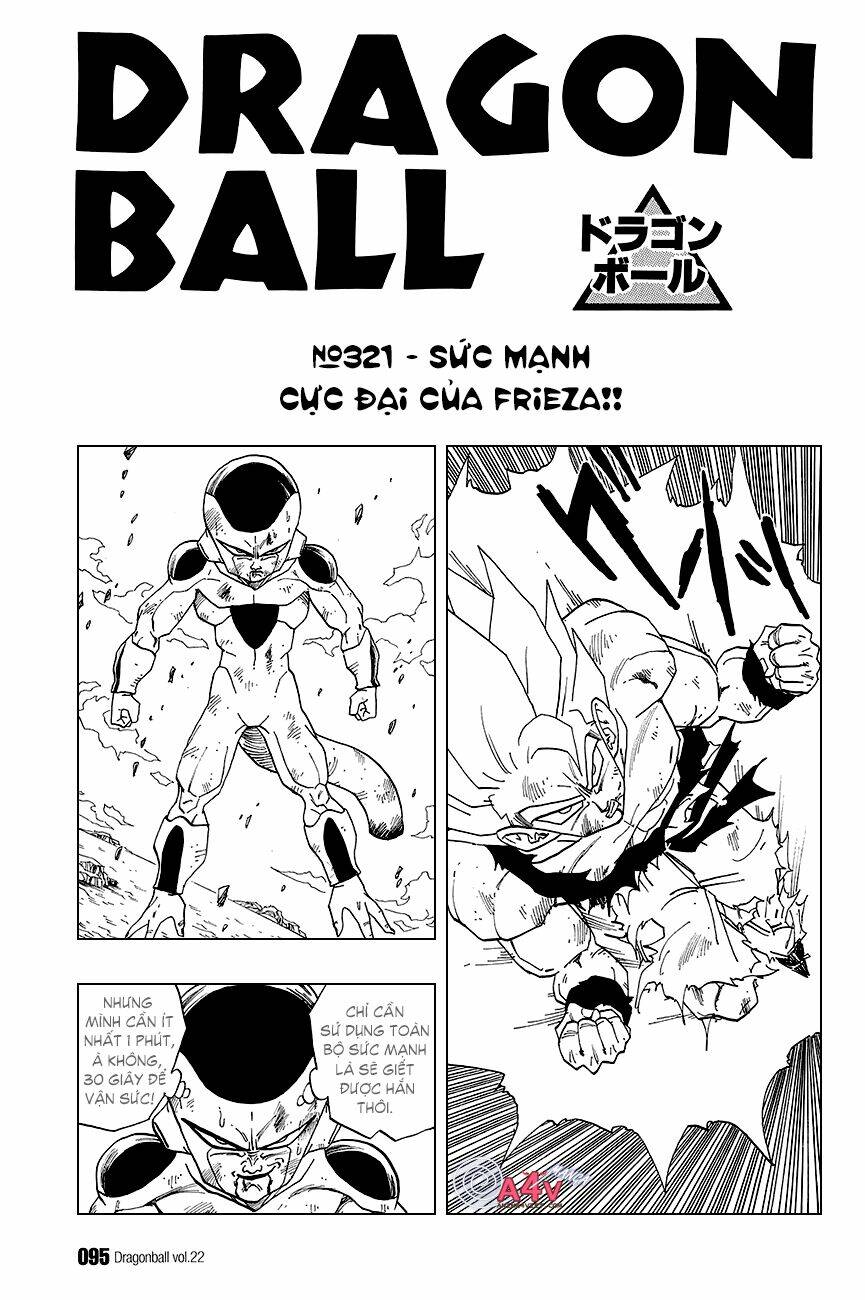 DRAGON
BALL
ドラゴン
ボール
№321 - SỨC MẠNH
CỰC ĐẠI CỦA FRIEZA!!
CHỈ CẦN
SỬ DỤNG TOÀN
BỘ SỨC MẠNH
LÀ SẼ GIẾT
ĐƯỢC HẮN
THÔI.
NHƯNG
MÌNH CẦN ÍT
NHẤT 1 PHÚT,
À KHÔNG,
30 GIÂY ĐỂ
VẬN SỨC!
A4V
095 Dragonball vol.22